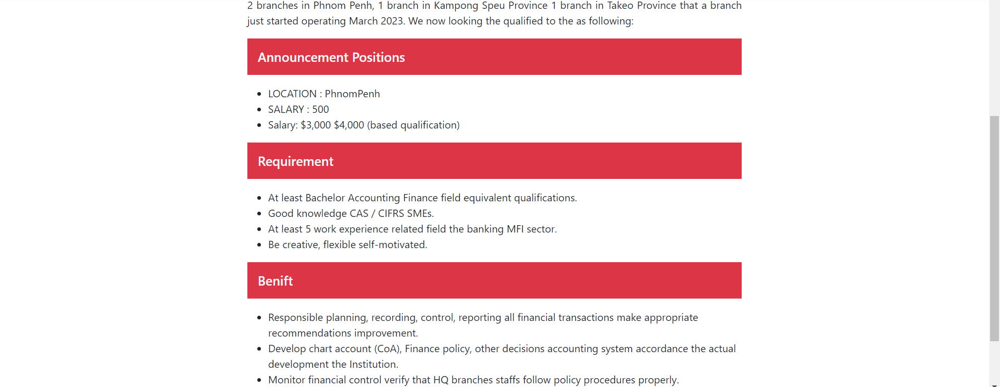 2 branches in Phnom Penh, 1 branch in Kampong Speu Province 1 branch in Takeo Province that a branch
just started operating March 2023. We now looking the qualified to the as following:
Announcement Positions
• LOCATION : PhnomPenh
• SALARY : 500
• Salary: $3,000 $4,000 (based qualification)
Requirement
• At least Bachelor Accounting Finance field equivalent qualifications.
• Good knowledge CAS / CIFRS SMEs.
• At least 5 work experience related field the banking MFI sector.
• Be creative, flexible self-motivated.
Benift
• Responsible planning, recording, control, reporting all financial transactions make appropriate
recommendations improvement.
• Develop chart account (CoA), Finance policy, other decisions accounting system accordance the actual
development the Institution.
• Monitor financial control verify that HQ branches staffs follow policy procedures properly.